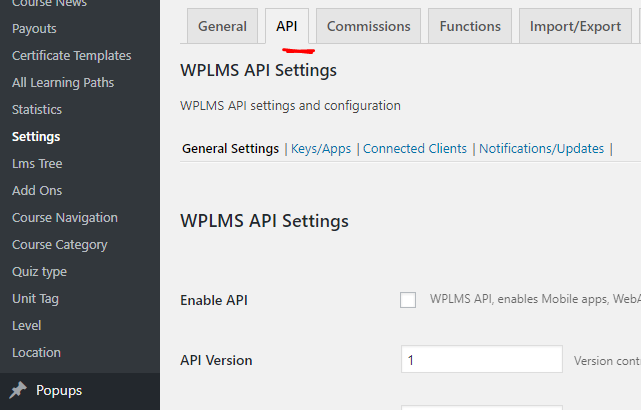 Course News
Payouts
Certificate Templates
All Learning Paths
Statistics
Settings
Lms Tree
Add Ons
Course Navigation
Course Category
Quiz type
Unit Tag
Level
Location
Popups
General API Commissions Functions Import/Export
WPLMS API Settings
WPLMS API settings and configuration
General Settings | Keys/Apps | Connected Clients | Notifications/Updates |
WPLMS API Settings
Enable API WPLMS API, enables Mobile apps, WebA
API Version 1 Version cont